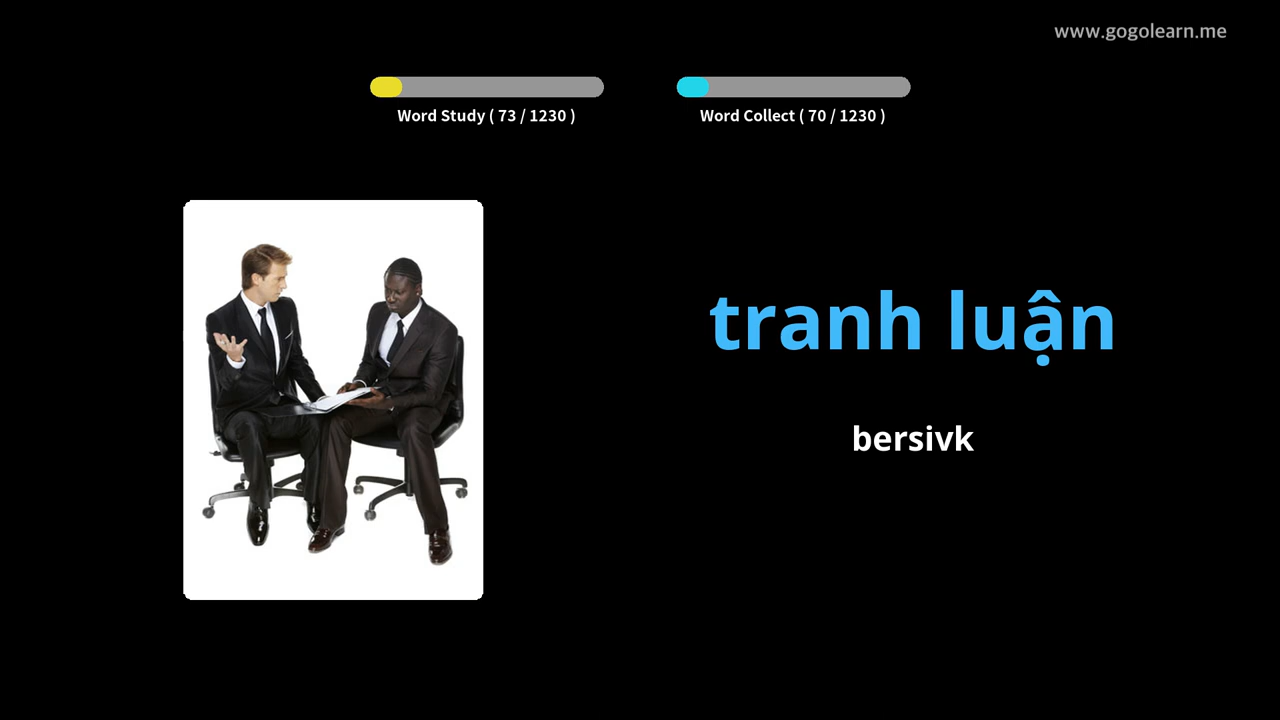 www.gogolearn.me
Word Study ( 73 / 1230 )
Word Collect ( 70 / 1230 )
tranh luận
bersivk